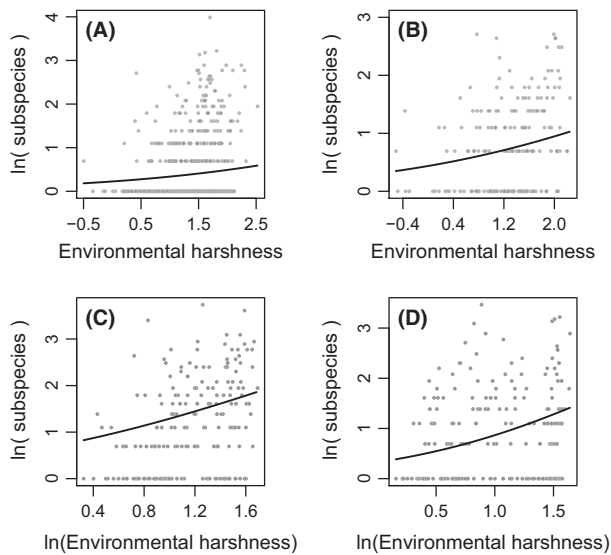 (A)
ln( subspecies )
4
3
2
1
0
−0.5 0.5 1.5 2.5
Environmental harshness
(B)
ln( subspecies )
3
2
1
0
−0.4 0.4 1.2 2.0
Environmental harshness
(C)
ln( subspecies )
3
2
1
0
0.4 0.8 1.2 1.6
ln(Environmental harshness)
(D)
ln( subspecies )
3
2
1
0
0.5 1.0 1.5
ln(Environmental harshness)